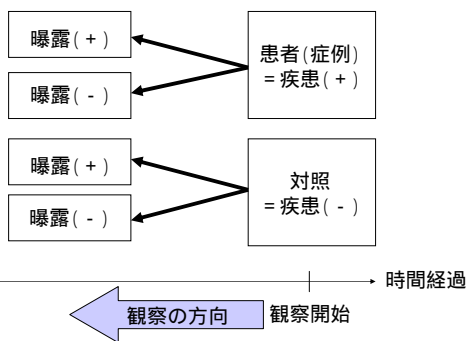 曝露(+)
曝露(-)
患者(症例)
=疾患(+)
曝露(+)
曝露(-)
対照
=疾患(-)
時間経過
観察の方向
観察開始